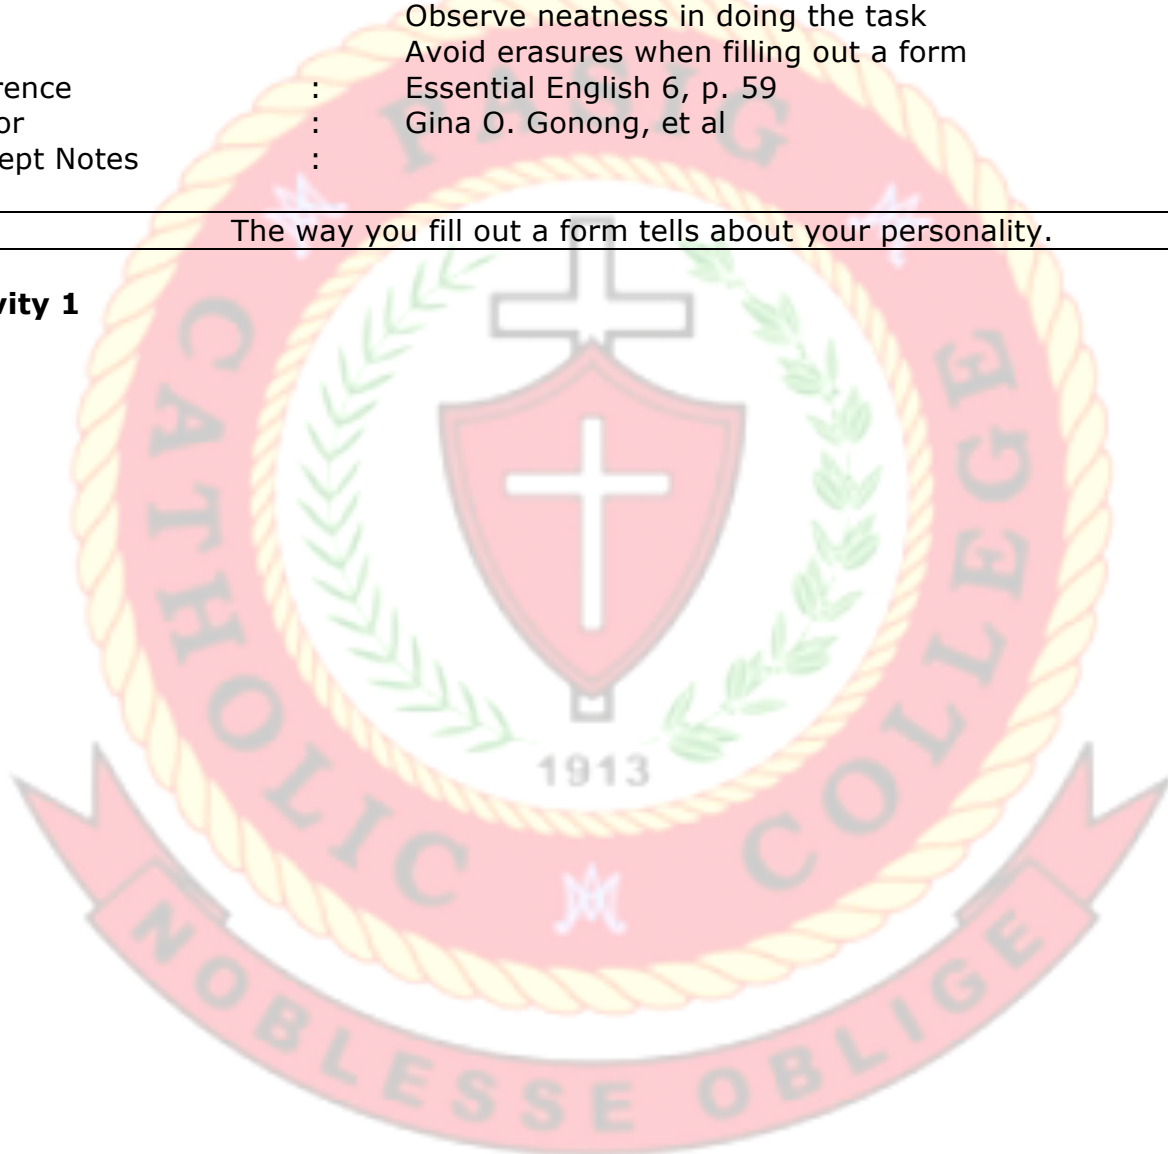 Observe neatness in doing the task
Avoid erasures when filling out a form
rence : Essential English 6, p. 59
or : Gina O. Gonong, et al
ept Notes :
The way you fill out a form tells about your personality.
vity 1
PASIG
CATHOLIC COLLEGE
1913
NOBLESSE OBLIGE